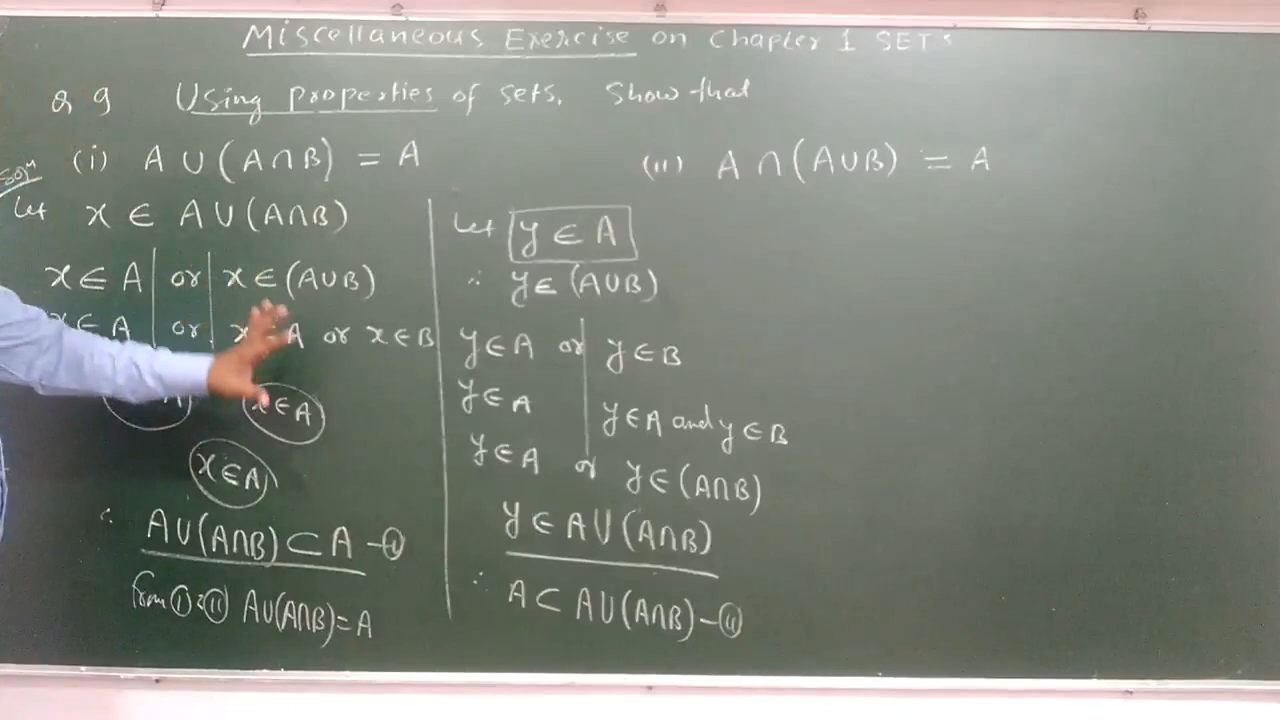 Miscellaneous Exercise on Chapter 1 SETS
Q 9 Using properties of sets, Show that
(i) A ∪ (A ∩ B) = A
(ii) A ∩ (A ∪ B) = A
Soln
Let x ∈ A ∪ (A ∩ B)
x ∈ A or x ∈ (A ∪ B)
x ∈ A or x ∈ A or x ∈ B
x ∈ A
x ∈ A
∴ A ∪ (A ∩ B) ⊂ A
from (I) & (II) A ∪ (A ∩ B) = A
Let y ∈ A
∴ y ∈ (A ∪ B)
y ∈ A or y ∈ B
y ∈ A
y ∈ A and y ∈ B
y ∈ A or y ∈ (A ∩ B)
y ∈ A ∪ (A ∩ B)
∴ A ⊂ A ∪ (A ∩ B) – (II)